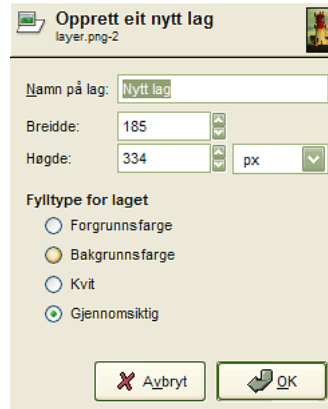 Opprett eit nytt lag
layer.png-2
Namn på lag: Nytt lag
Breidde: 185
Høgde: 334 px
Fylltype for laget
Forgrunnsfarge
Bakgrunnsfarge
Kvit
Gjennomsiktig
Avbryt OK